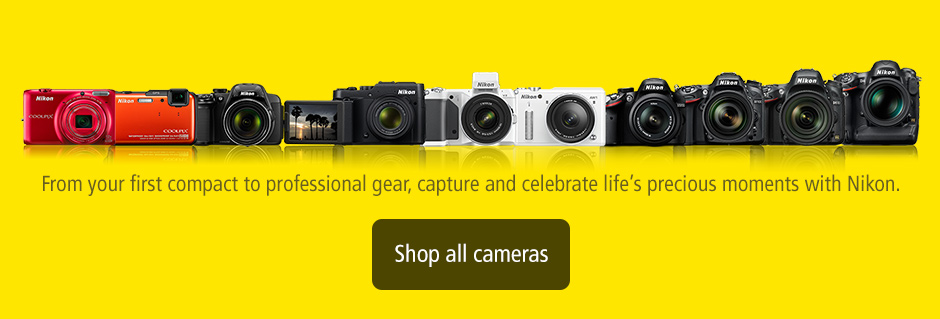 Nikon
COOLPIX
Nikon
COOLPIX
Nikon
Nikon
Nikon
Nikon
Nikon
Nikon
Nikon
Nikon
From your first compact to professional gear, capture and celebrate life's precious moments with Nikon.
Shop all cameras